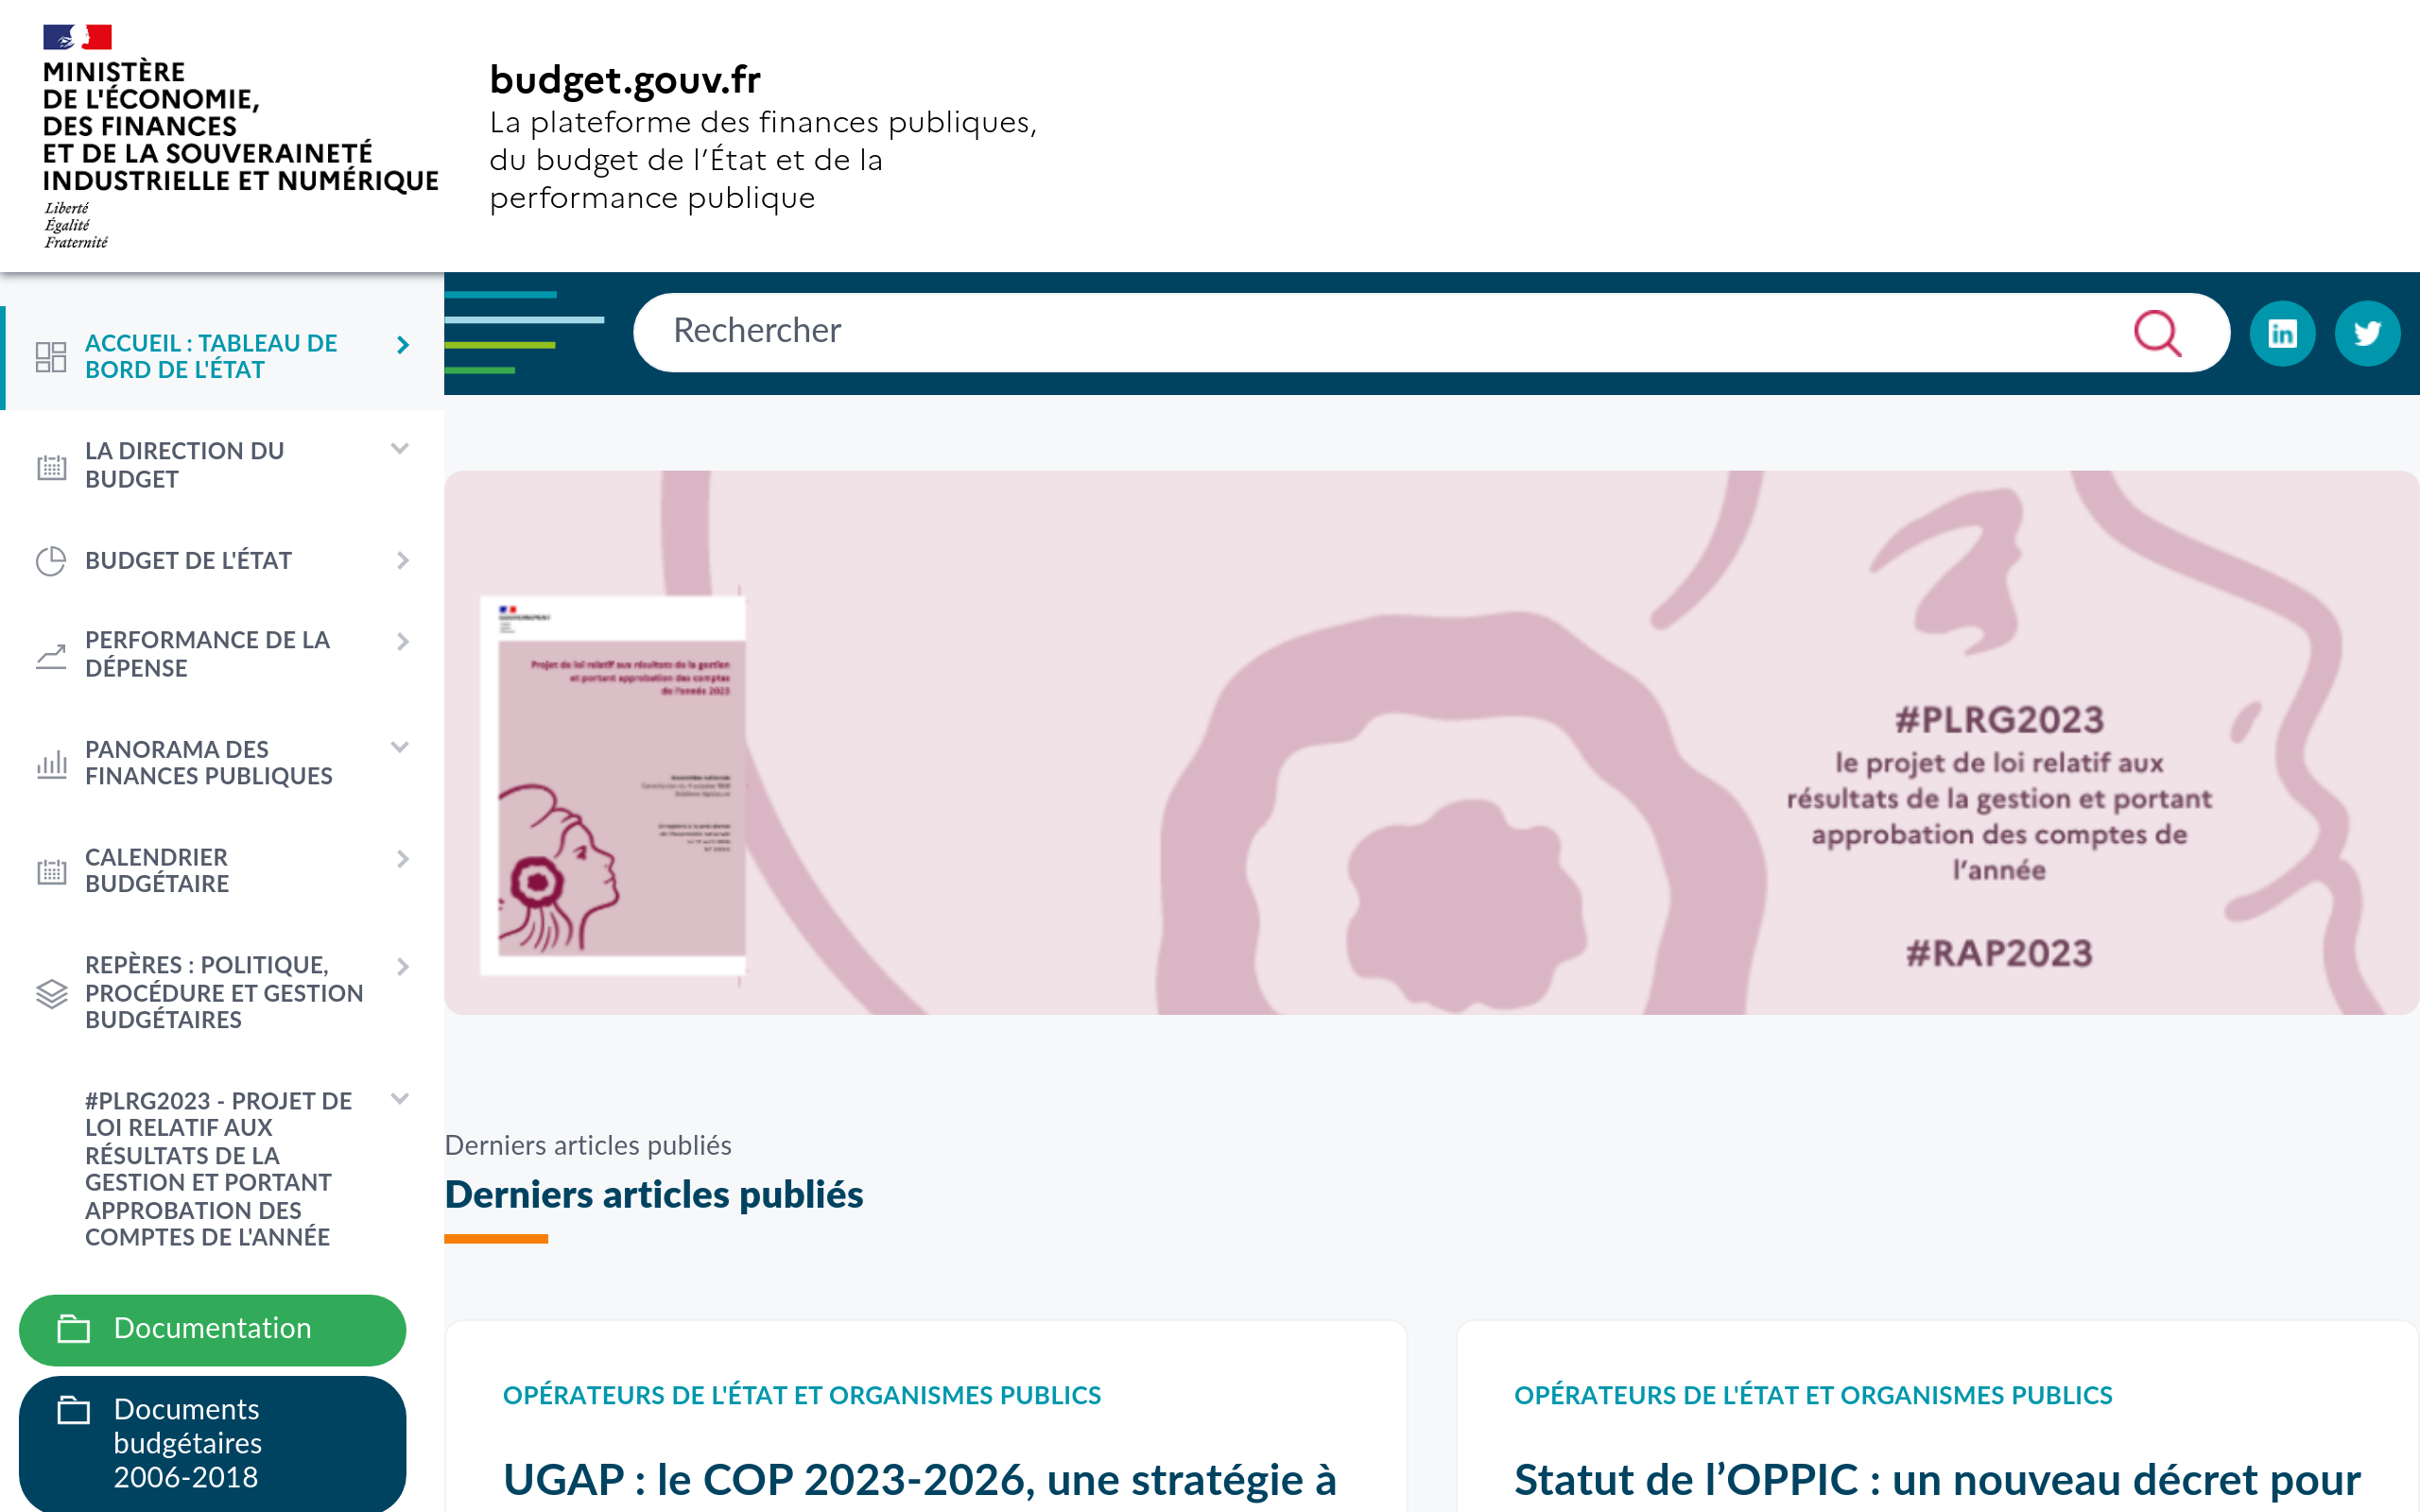 MINISTÈRE
DE L'ÉCONOMIE,
DES FINANCES
ET DE LA SOUVERAINETÉ
INDUSTRIELLE ET NUMÉRIQUE
Liberté
Égalité
Fraternité
budget.gouv.fr
La plateforme des finances publiques,
du budget de l’État et de la
performance publique
Rechercher
ACCUEIL : TABLEAU DE
BORD DE L'ÉTAT
LA DIRECTION DU
BUDGET
BUDGET DE L'ÉTAT
PERFORMANCE DE LA
DÉPENSE
PANORAMA DES
FINANCES PUBLIQUES
CALENDRIER
BUDGÉTAIRE
REPÈRES : POLITIQUE,
PROCÉDURE ET GESTION
BUDGÉTAIRES
#PLRG2023 - PROJET DE
LOI RELATIF AUX
RÉSULTATS DE LA
GESTION ET PORTANT
APPROBATION DES
COMPTES DE L'ANNÉE
Documentation
Documents
budgétaires
2006-2018
Projet de loi relatif aux résultats de la gestion
et portant approbation des comptes
de l'année 2023
#PLRG2023
le projet de loi relatif aux
résultats de la gestion et portant
approbation des comptes de
l’année
#RAP2023
Derniers articles publiés
Derniers articles publiés
OPÉRATEURS DE L'ÉTAT ET ORGANISMES PUBLICS
UGAP : le COP 2023-2026, une stratégie à
OPÉRATEURS DE L'ÉTAT ET ORGANISMES PUBLICS
Statut de l’OPPIC : un nouveau décret pour